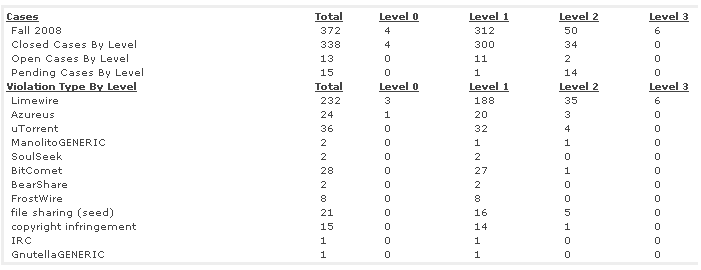 Cases Total Level 0 Level 1 Level 2 Level 3
Fall 2008 372 4 312 50 6
Closed Cases By Level 338 4 300 34 0
Open Cases By Level 13 0 11 2 0
Pending Cases By Level 15 0 1 14 0
Violation Type By Level Total Level 0 Level 1 Level 2 Level 3
Limewire 232 3 188 35 6
Azureus 24 1 20 3 0
uTorrent 36 0 32 4 0
ManolitoGENERIC 2 0 1 1 0
SoulSeek 2 0 2 0 0
BitComet 28 0 27 1 0
BearShare 2 0 2 0 0
FrostWire 8 0 8 0 0
file sharing (seed) 21 0 16 5 0
copyright infringement 15 0 14 1 0
IRC 1 0 1 0 0
GnutellaGENERIC 1 0 1 0 0